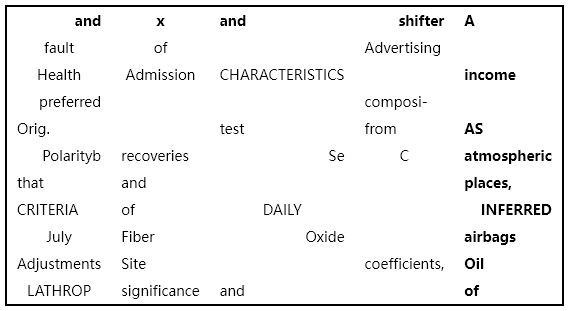 and x and shifter A
fault of Advertising
Health Admission CHARACTERISTICS income
preferred composi-
Orig. test from AS
Polarityb recoveries Se C atmospheric
that and places,
CRITERIA of DAILY INFERRED
July Fiber Oxide airbags
Adjustments Site coefficients, Oil
LATHROP significance and of